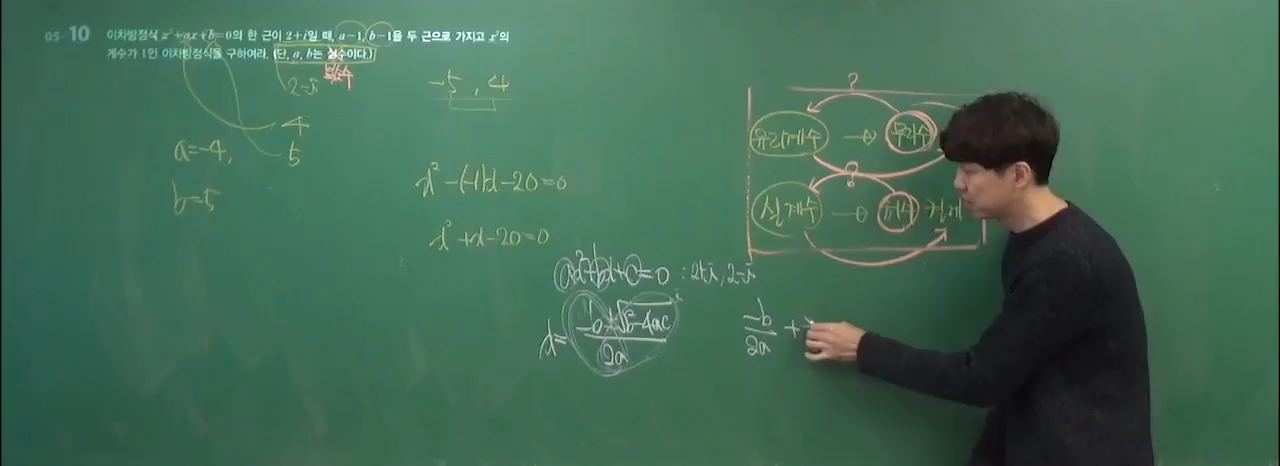 05-10 이차방정식 x²+ax+b=0의 한 근이 2+i일 때, a-1, b-1을 두 근으로 가지고 x²의
계수가 1인 이차방정식을 구하여라. (단, a, b는 실수이다.)
2-i
4
5
a=-4,
b=5
-5, 4
x²-(-1)x-20=0
x²+x-20=0
ax²+bx+c=0 : 2+i, 2-i
x= -b±√b²-4ac
2a
-b
2a
+
?
유리계수 → 무리수
?
실계수 → 허수 켤레